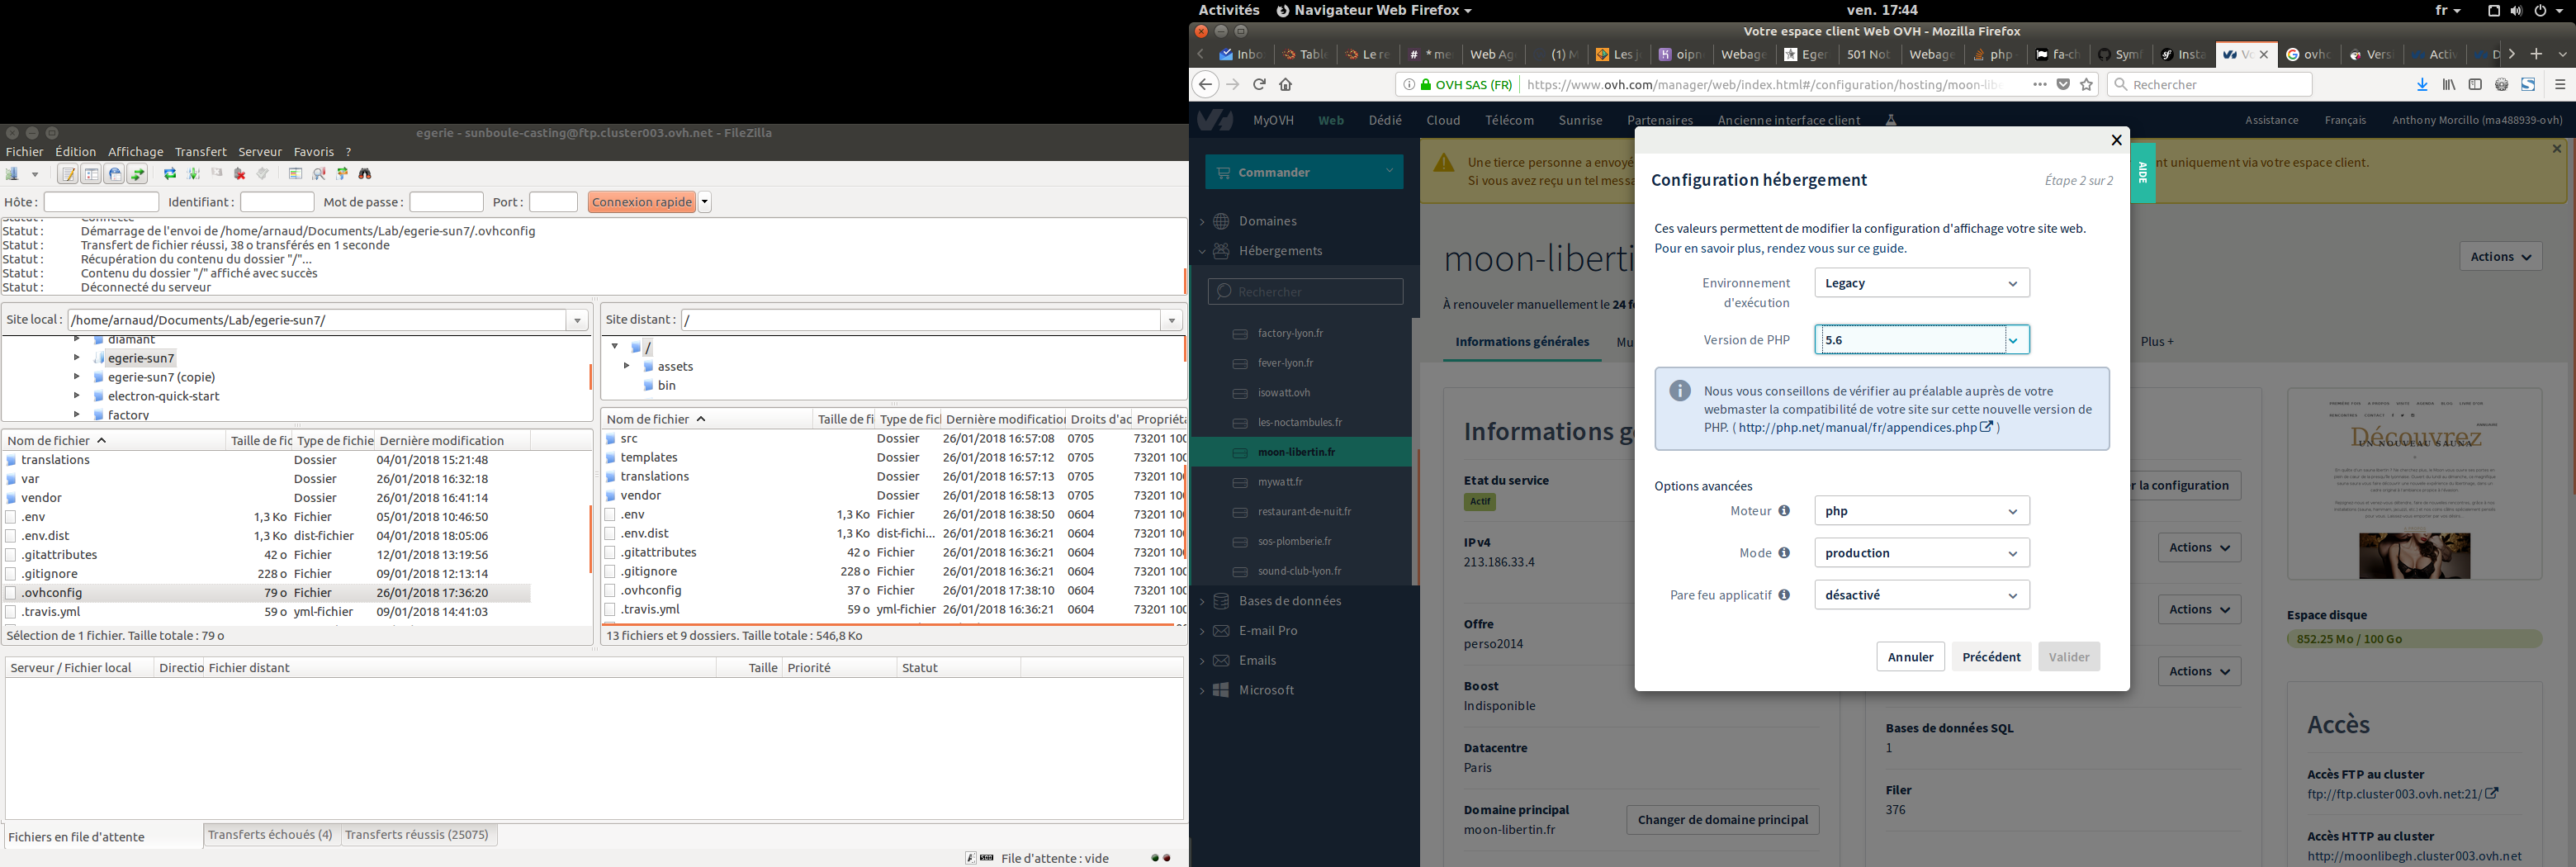 Activités
Navigateur Web Firefox
ven. 17:44
fr
Votre espace client Web OVH - Mozilla Firefox
Inbo
Table
Le re
* me
Web Ag
(1) M
Les j
oipn
Webage
Eger
501 Not
Webage
php
fa-ch
Symf
Insta
Vo
ovhc
Versi
Activ
D
OVH SAS (FR)
https://www.ovh.com/manager/web/index.html#/configuration/hosting/moon-libe
Rechercher
MyOVH
Web
Dédié
Cloud
Télécom
Sunrise
Partenaires
Ancienne interface client
Assistance
Français
Anthony Morcillo (ma488939-ovh)
egerie - sunboule-casting@ftp.cluster003.ovh.net - FileZilla
Fichier Édition Affichage Transfert Serveur Favoris ?
Hôte : Identifiant : Mot de passe : Port : Connexion rapide
Statut : Connecté
Statut : Démarrage de l'envoi de /home/arnaud/Documents/Lab/egerie-sun7/.ovhconfig
Statut : Transfert de fichier réussi, 38 o transférés en 1 seconde
Statut : Récupération du contenu du dossier "/"...
Statut : Contenu du dossier "/" affiché avec succès
Statut : Déconnecté du serveur
Site local : /home/arnaud/Documents/Lab/egerie-sun7/
diamant
egerie-sun7
egerie-sun7 (copie)
electron-quick-start
factory
Site distant : /
/
assets
bin
Nom de fichier Taille de fic Type de fichie Dernière modification
translations Dossier 04/01/2018 15:21:48
var Dossier 26/01/2018 16:32:18
vendor Dossier 26/01/2018 16:41:14
.env 1,3 Ko Fichier 05/01/2018 10:46:50
.env.dist 1,3 Ko dist-fichier 04/01/2018 18:05:06
.gitattributes 42 o Fichier 12/01/2018 13:19:56
.gitignore 228 o Fichier 09/01/2018 12:13:14
.ovhconfig 79 o Fichier 26/01/2018 17:36:20
.travis.yml 59 o yml-fichier 09/01/2018 14:41:03
Sélection de 1 fichier. Taille totale : 79 o
Nom de fichier Taille de fi Type de fic Dernière modification Droits d'ac Propriéta
src Dossier 26/01/2018 16:57:08 0705 73201 100
templates Dossier 26/01/2018 16:57:12 0705 73201 100
translations Dossier 26/01/2018 16:57:13 0705 73201 100
vendor Dossier 26/01/2018 16:58:13 0705 73201 100
.env 1,3 Ko Fichier 26/01/2018 16:38:50 0604 73201 100
.env.dist 1,3 Ko dist-fichi... 26/01/2018 16:36:21 0604 73201 100
.gitattributes 42 o Fichier 26/01/2018 16:36:21 0604 73201 100
.gitignore 228 o Fichier 26/01/2018 16:36:21 0604 73201 100
.ovhconfig 37 o Fichier 26/01/2018 17:38:10 0604 73201 100
.travis.yml 59 o yml-fichier 26/01/2018 16:36:21 0604 73201 100
13 fichiers et 9 dossiers. Taille totale : 546,8 Ko
Serveur / Fichier local Directio Fichier distant Taille Priorité Statut
Fichiers en file d'attente
Transferts échoués (4)
Transferts réussis (25075)
File d'attente : vide
Commander
Domaines
Hébergements
Rechercher
factory-lyon.fr
fever-lyon.fr
isowatt.ovh
les-noctambules.fr
moon-libertin.fr
mywatt.fr
restaurant-de-nuit.fr
sos-plomberie.fr
sound-club-lyon.fr
Bases de données
E-mail Pro
Emails
Microsoft
Une tierce personne a envoyé
nt uniquement via votre espace client.
Si vous avez reçu un tel mess
AIDE
moon-liberti
Actions
À renouveler manuellement le 24 f
Informations générales
Mu
Plus +
Informations g
Etat du service
Actif
IPv4
213.186.33.4
Offre
perso2014
Boost
Indisponible
Datacentre
Paris
Domaine principal
moon-libertin.fr
Changer de domaine principal
r la configuration
Actions
Actions
Actions
Bases de données SQL
1
Filer
376
Découvrez
UN NOUVEAU SAUNA
Espace disque
852.25 Mo / 100 Go
Accès
Accès FTP au cluster
ftp://ftp.cluster003.ovh.net:21/
Accès HTTP au cluster
http://moonlibegh.cluster003.ovh.net
Configuration hébergement
Étape 2 sur 2
Ces valeurs permettent de modifier la configuration d'affichage votre site web.
Pour en savoir plus, rendez vous sur ce guide.
Environnement d'exécution
Legacy
Version de PHP
5.6
Nous vous conseillons de vérifier au préalable auprès de votre
webmaster la compatibilité de votre site sur cette nouvelle version de
PHP. ( http://php.net/manual/fr/appendices.php )
Options avancées
Moteur
php
Mode
production
Pare feu applicatif
désactivé
Annuler
Précédent
Valider